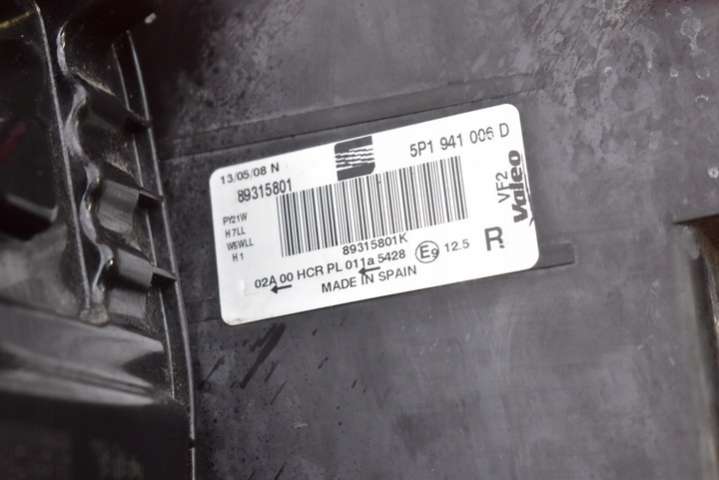 13/05/08 N
5P1 941 006 D
89315801
PY21W
H7LL
W5WLL
H1
VF2
Valeo
89315801K
02A 00 HCR PL 011a 5428 E9 12.5
R
MADE IN SPAIN